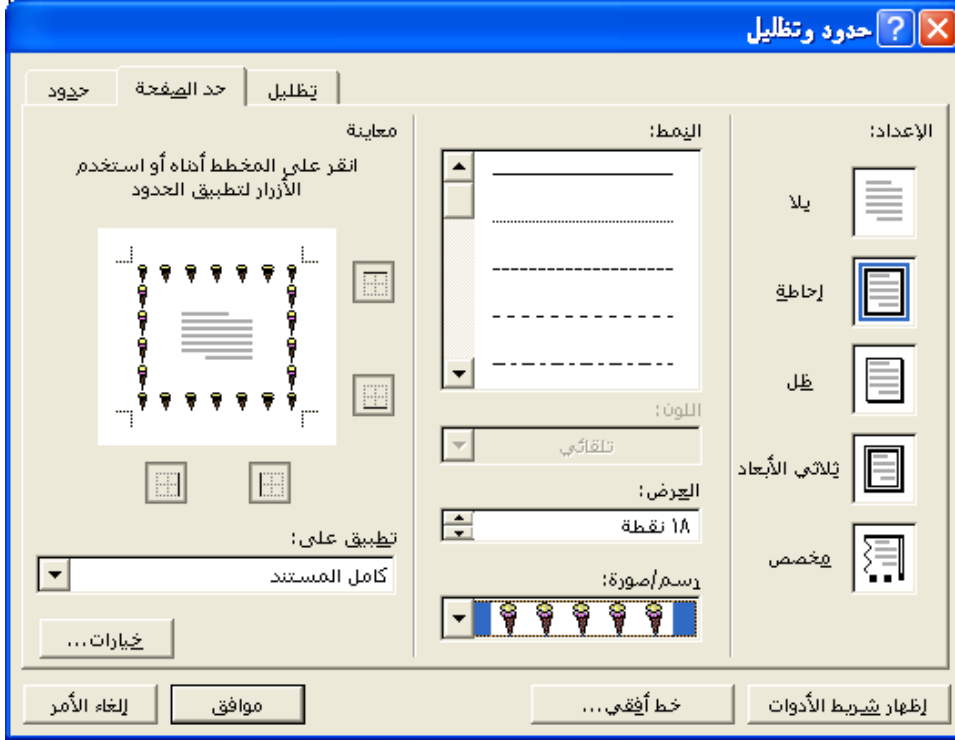 حدود وتظليل
حدود
حد الصفحة
تظليل
الإعداد:
بلا
إحاطة
ظل
ثلاثي الأبعاد
مخصص
النمط:
اللون:
تلقائي
العرض:
١٨ نقطة
رسم/صورة:
معاينة
انقر على المخطط أدناه أو استخدم
الأزرار لتطبيق الحدود
تطبيق على:
كامل المستند
خيارات...
إظهار شريط الأدوات
خط أفقي...
موافق
إلغاء الأمر